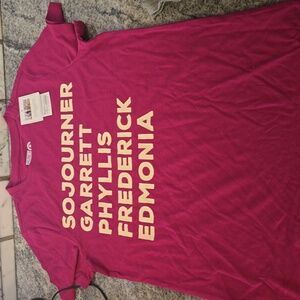 SOJOURNER
GARRETT
PHYLLIS
FREDERICK
EDMONIA